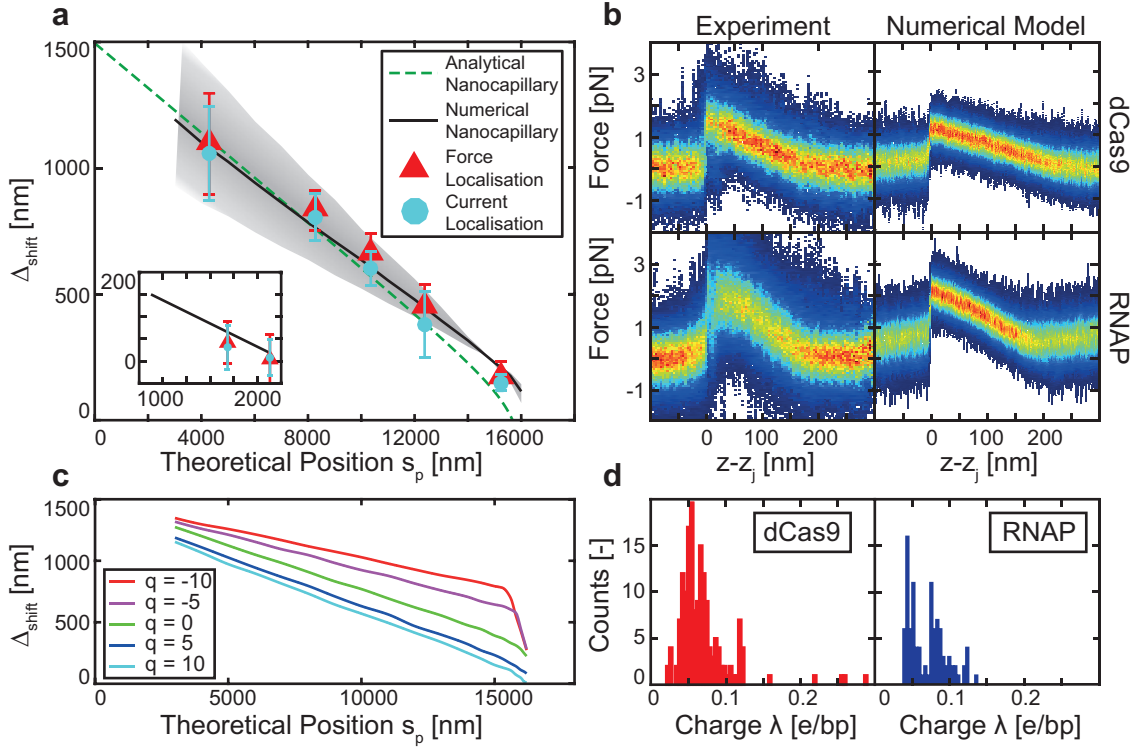 a
1500
1000
500
0
Δshift [nm]
Analytical
Nanocapillary
Numerical
Nanocapillary
Force
Localisation
Current
Localisation
200
0
1000
2000
0
4000
8000
12000
16000
Theoretical Position sp [nm]
b
Experiment
Numerical Model
3
1
-1
Force [pN]
dCas9
3
1
-1
Force [pN]
RNAP
0
100
200
0
100
200
z-zj [nm]
z-zj [nm]
c
1500
1000
500
0
Δshift [nm]
q = -10
q = -5
q = 0
q = 5
q = 10
0
5000
10000
15000
Theoretical Position sp [nm]
d
dCas9
RNAP
15
10
5
0
Counts [-]
0
0.1
0.2
0
0.1
0.2
Charge λ [e/bp]
Charge λ [e/bp]